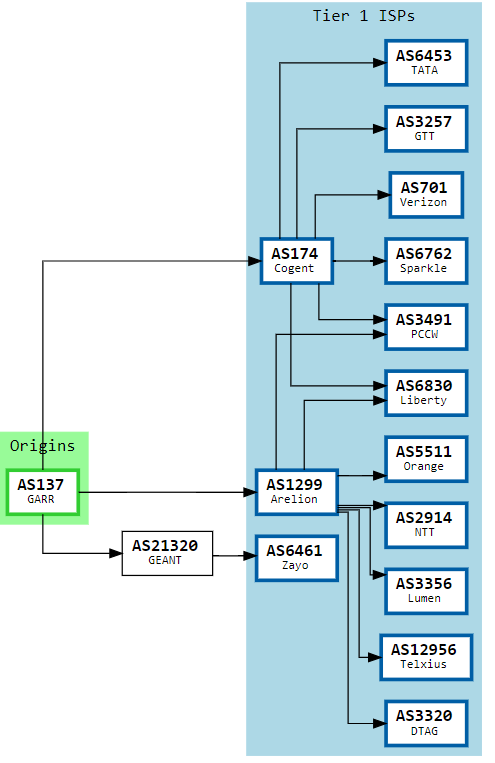 Tier 1 ISPs
AS6453
TATA
AS3257
GTT
AS701
Verizon
AS174
Cogent
AS6762
Sparkle
AS3491
PCCW
AS6830
Liberty
Origins
AS137
GARR
AS1299
Arelion
AS5511
Orange
AS21320
GEANT
AS6461
Zayo
AS2914
NTT
AS3356
Lumen
AS12956
Telxius
AS3320
DTAG